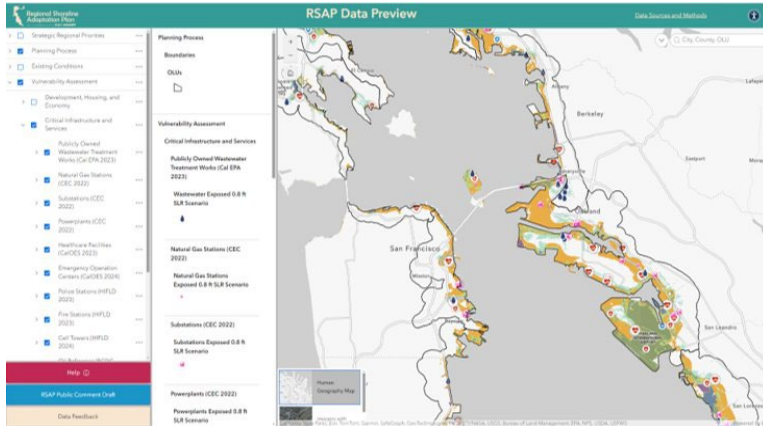 Regional Shoreline
Adaptation Plan
RSAP Data Preview
Data Sources and Methods
Strategic Regional Priorities
Planning Process
Existing Conditions
Vulnerability Assessment
Development, Housing, and
Economy
Critical Infrastructure and
Services
Publicly Owned
Wastewater Treatment
Works (Cal EPA
2023)
Natural Gas Stations
(CEC 2022)
Substations (CEC
2022)
Powerplants (CEC
2022)
Healthcare Facilities
(CalOES 2023)
Emergency Operation
Centers (CalOES 2024)
Police Stations (HIFLD
2023)
Fire Stations (HIFLD
2023)
Cell Towers (HIFLD
2024)
Help
RSAP Public Comment Draft
Data Feedback
Planning Process
Boundaries
OLUs
Vulnerability Assessment
Critical Infrastructure and Services
Publicly Owned Wastewater
Treatment Works (Cal EPA
2023)
Wastewater Exposed 0.8 ft
SLR Scenario
Natural Gas Stations (CEC
2022)
Natural Gas Stations
Exposed 0.8 ft SLR Scenario
Substations (CEC 2022)
Substations Exposed 0.8 ft
SLR Scenario
Powerplants (CEC 2022)
Powerplants Exposed 0.8 ft
SLR Scenario
City, County, OLU
Albany
Berkeley
Lafaye
Eastport
Oakland
San Francisco
Mission
San Leandro
San Lorenzo
Human
Geography Map